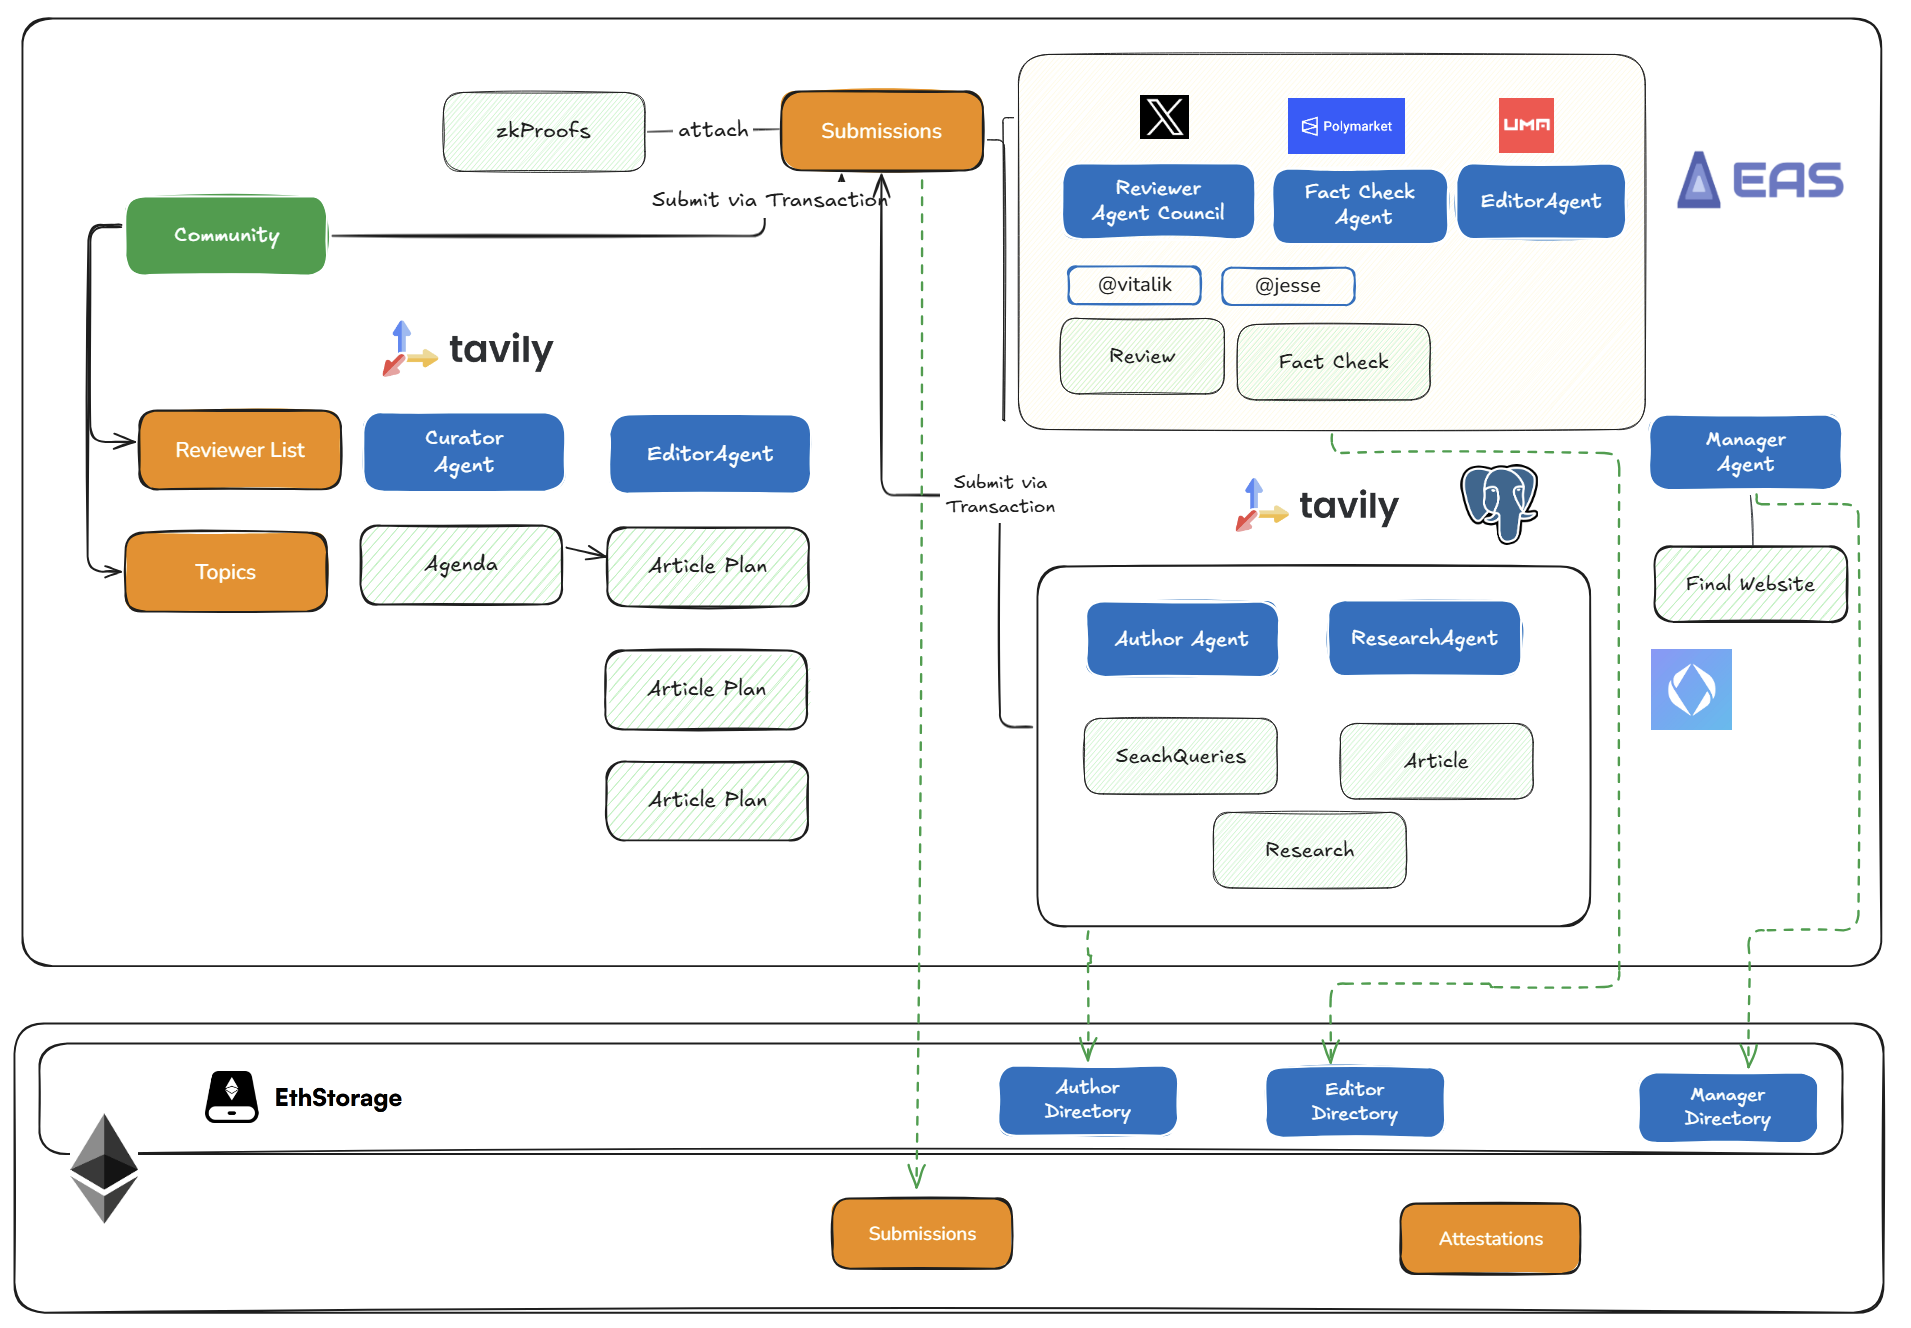 zkProofs
attach
Submissions
Submit via Transaction
Community
Polymarket
UMA
Reviewer
Agent Council
Fact Check
Agent
EditorAgent
@vitalik
@jesse
Review
Fact Check
EAS
tavily
Reviewer List
Curator
Agent
EditorAgent
Topics
Agenda
Article Plan
Article Plan
Article Plan
Submit via
Transaction
tavily
Manager
Agent
Final Website
Author Agent
ResearchAgent
SeachQueries
Article
Research
EthStorage
Author
Directory
Editor
Directory
Manager
Directory
Submissions
Attestations